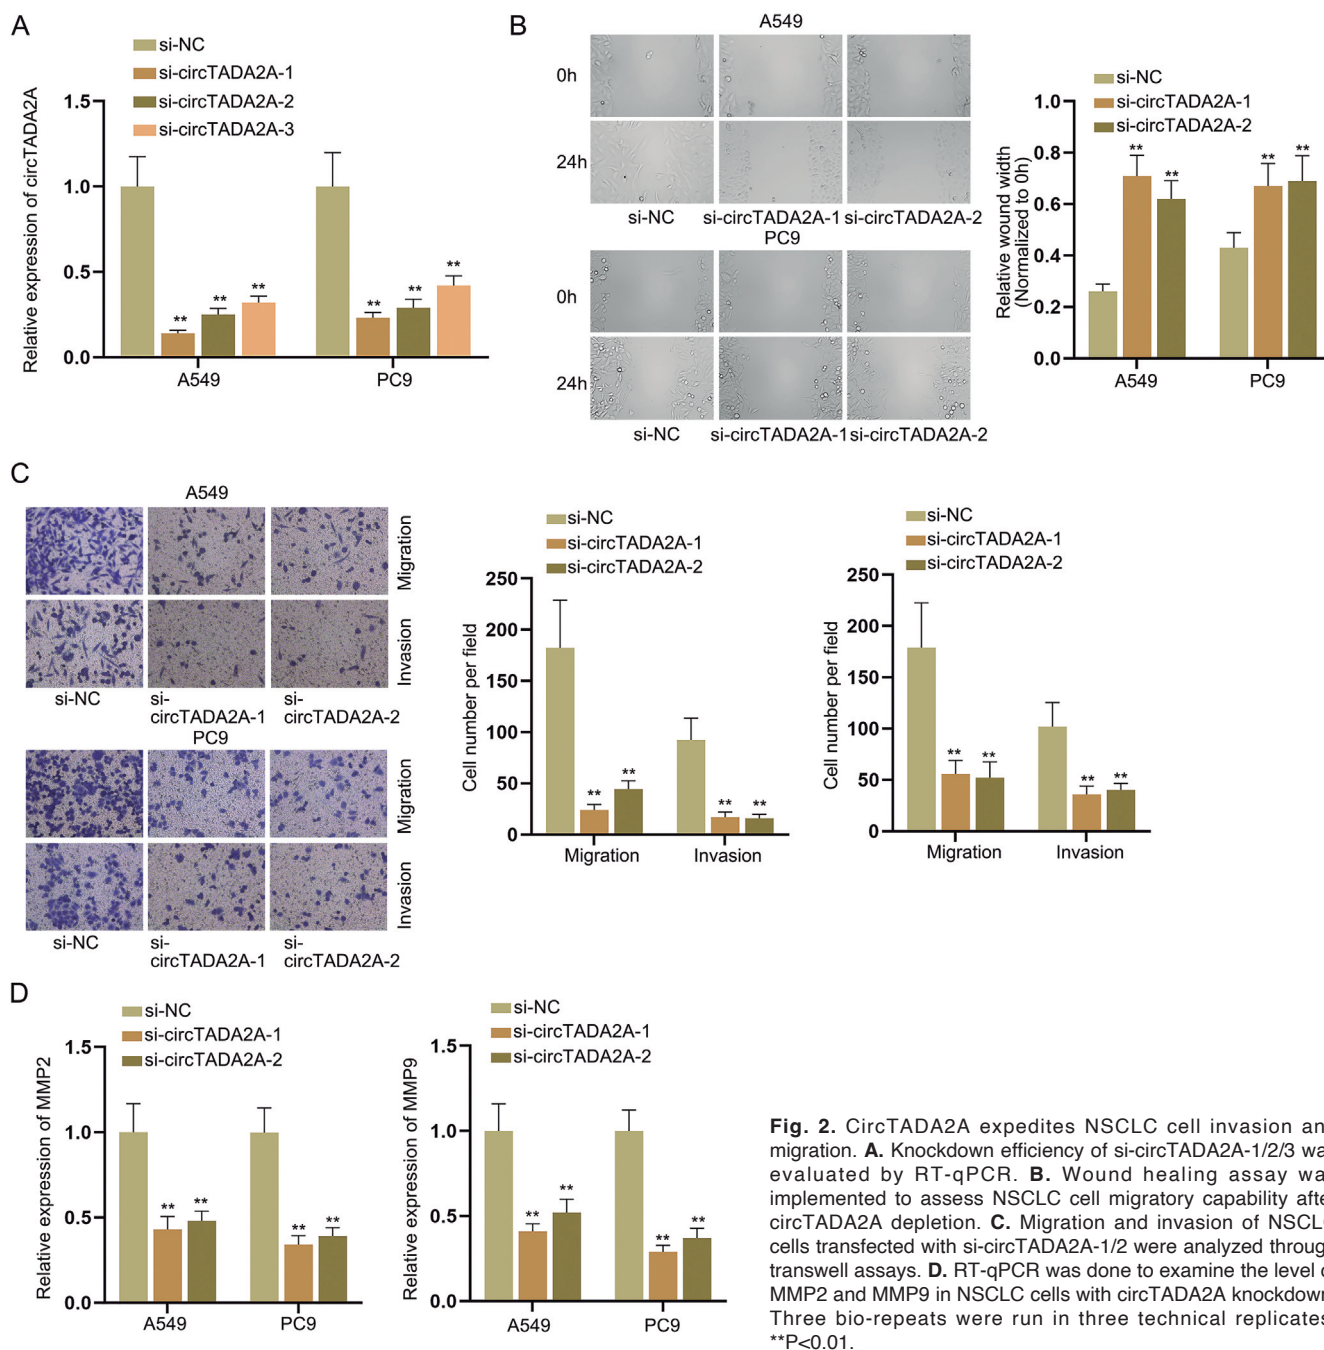 A
si-NC
si-circTADA2A-1
si-circTADA2A-2
si-circTADA2A-3
Relative expression of circTADA2A
1.5
1.0
0.5
0.0
** ** ** ** ** **
A549 PC9
B
A549
0h
24h
si-NC si-circTADA2A-1 si-circTADA2A-2
PC9
0h
24h
si-NC si-circTADA2A-1 si-circTADA2A-2
si-NC
si-circTADA2A-1
si-circTADA2A-2
Relative wound width
(Normalized to 0h)
1.0
0.8
0.6
0.4
0.2
0.0
** ** ** **
A549 PC9
C
A549
Migration
Invasion
si-NC si- si-
circTADA2A-1 circTADA2A-2
PC9
Migration
Invasion
si-NC si- si-
circTADA2A-1 circTADA2A-2
si-NC
si-circTADA2A-1
si-circTADA2A-2
Cell number per field
250
200
150
100
50
0
** ** ** **
Migration Invasion
si-NC
si-circTADA2A-1
si-circTADA2A-2
Cell number per field
250
200
150
100
50
0
** ** ** **
Migration Invasion
D
si-NC
si-circTADA2A-1
si-circTADA2A-2
Relative expression of MMP2
1.5
1.0
0.5
0.0
** ** ** **
A549 PC9
si-NC
si-circTADA2A-1
si-circTADA2A-2
Relative expression of MMP9
1.5
1.0
0.5
0.0
** ** ** **
A549 PC9
Fig. 2. CircTADA2A expedites NSCLC cell invasion an
migration. A. Knockdown efficiency of si-circTADA2A-1/2/3 wa
evaluated by RT-qPCR. B. Wound healing assay wa
implemented to assess NSCLC cell migratory capability afte
circTADA2A depletion. C. Migration and invasion of NSCLC
cells transfected with si-circTADA2A-1/2 were analyzed throug
transwell assays. D. RT-qPCR was done to examine the level o
MMP2 and MMP9 in NSCLC cells with circTADA2A knockdown
Three bio-repeats were run in three technical replicates
**P<0.01.